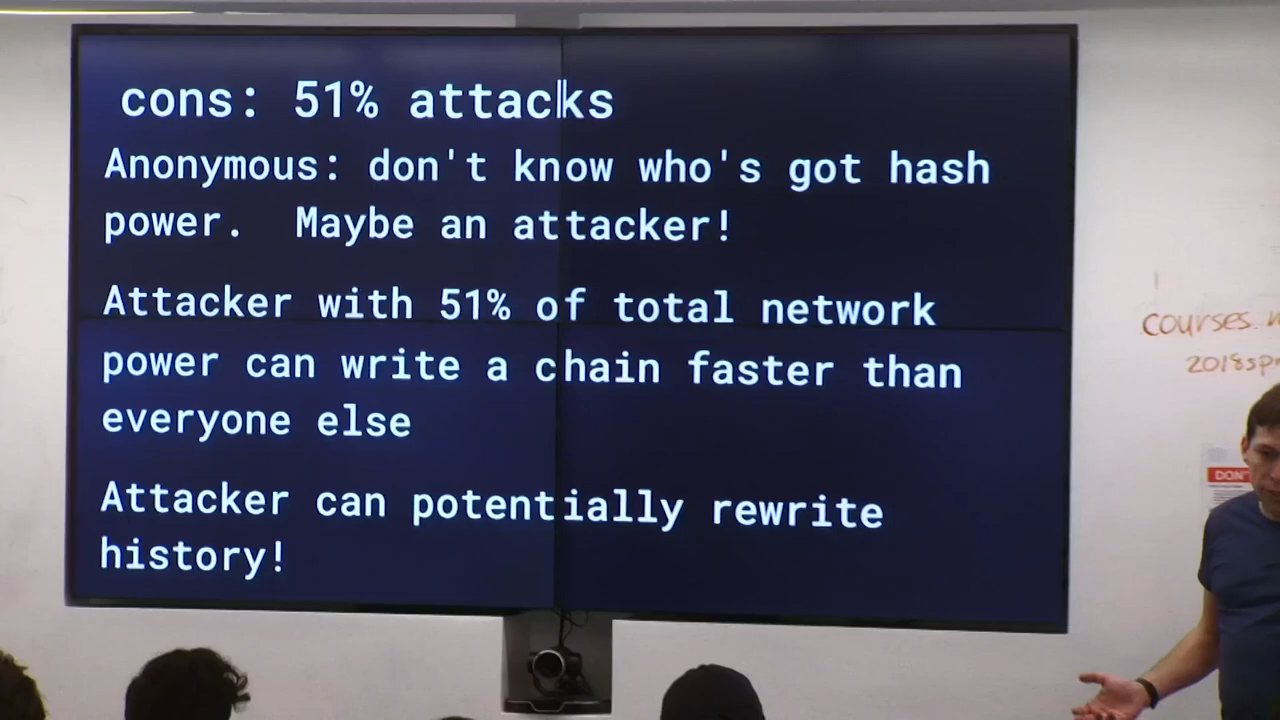 cons: 51% attacks
Anonymous: don't know who's got hash
power.  Maybe an attacker!
Attacker with 51% of total network
power can write a chain faster than
everyone else
Attacker can potentially rewrite
history!
courses.
2018sp
DON'